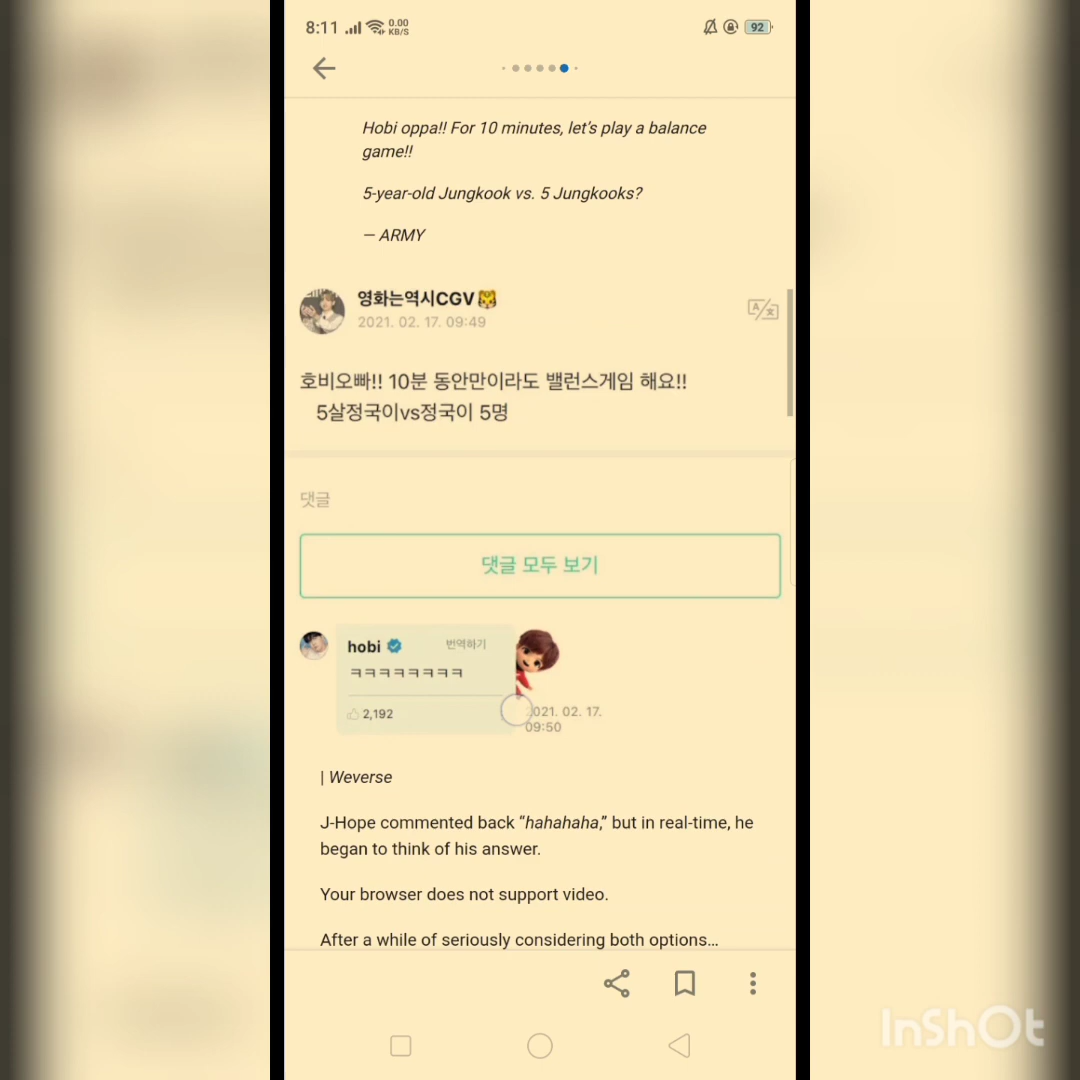 8:11 0.00 KB/S 92
Hobi oppa!! For 10 minutes, let's play a balance
game!!
5-year-old Jungkook vs. 5 Jungkooks?
— ARMY
영화는역시CGV🐯
2021. 02. 17. 09:49
호비오빠!! 10분 동안만이라도 밸런스게임 해요!!
5살정국이vs정국이 5명
댓글
댓글 모두 보기
hobi 번역하기
ㅋㅋㅋㅋㅋㅋㅋㅋ
2,192
2021. 02. 17.
09:50
| Weverse
J-Hope commented back “hahahaha,” but in real-time, he
began to think of his answer.
Your browser does not support video.
After a while of seriously considering both options…
InShOt